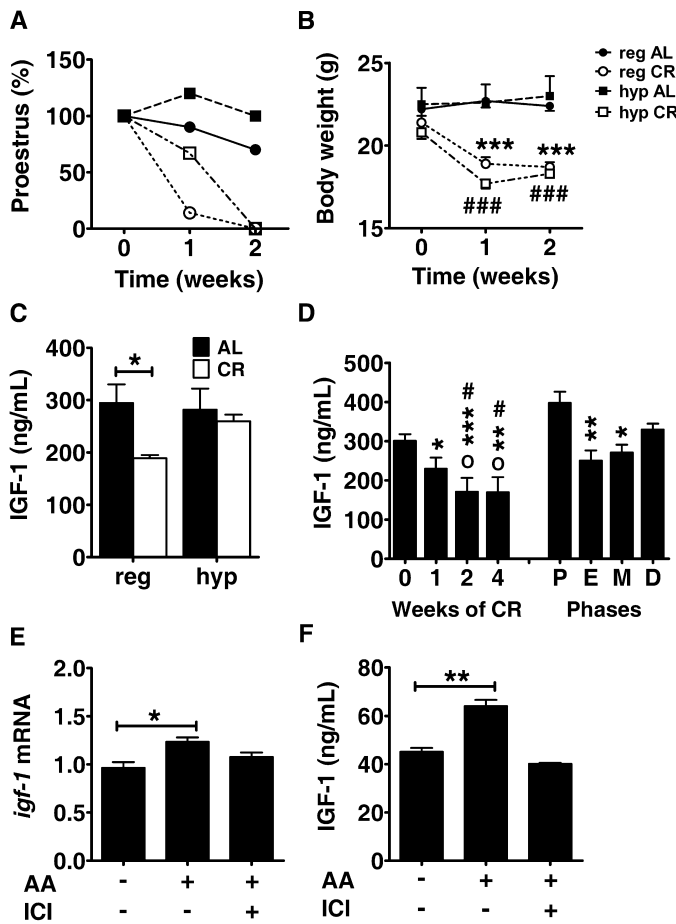 A
Proestrus (%)
150
100
50
0
0 1 2
Time (weeks)
B
Body weight (g)
25
20
15
*** ***
### ###
0 1 2
Time (weeks)
reg AL
reg CR
hyp AL
hyp CR
C
IGF-1 (ng/mL)
400
300
200
100
0
*
AL
CR
reg hyp
D
IGF-1 (ng/mL)
500
400
300
200
100
0
*
# *** O
# ** O
** *
0 1 2 4 P E M D
Weeks of CR Phases
E
igf-1 mRNA
2.0
1.5
1.0
0.5
0.0
*
AA - + +
ICI - - +
F
IGF-1 (ng/mL)
80
60
40
20
0
**
AA - + +
ICI - - +